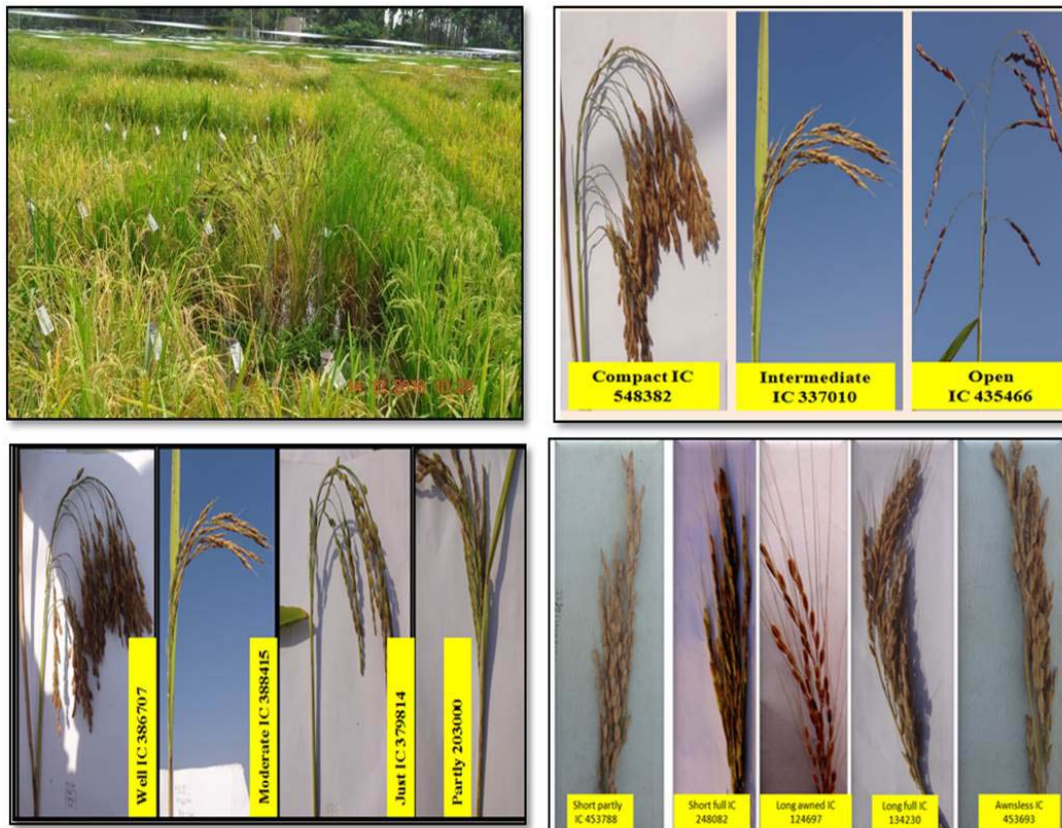 Compact IC
548382
Intermediate
IC 337010
Open
IC 435466
Well IC 386707
Moderate IC 388415
Just IC 379814
Partly 203000
Short partly
IC 453788
Short full IC
248082
Long awned IC
124697
Long full IC
134230
Awnsless IC
453693